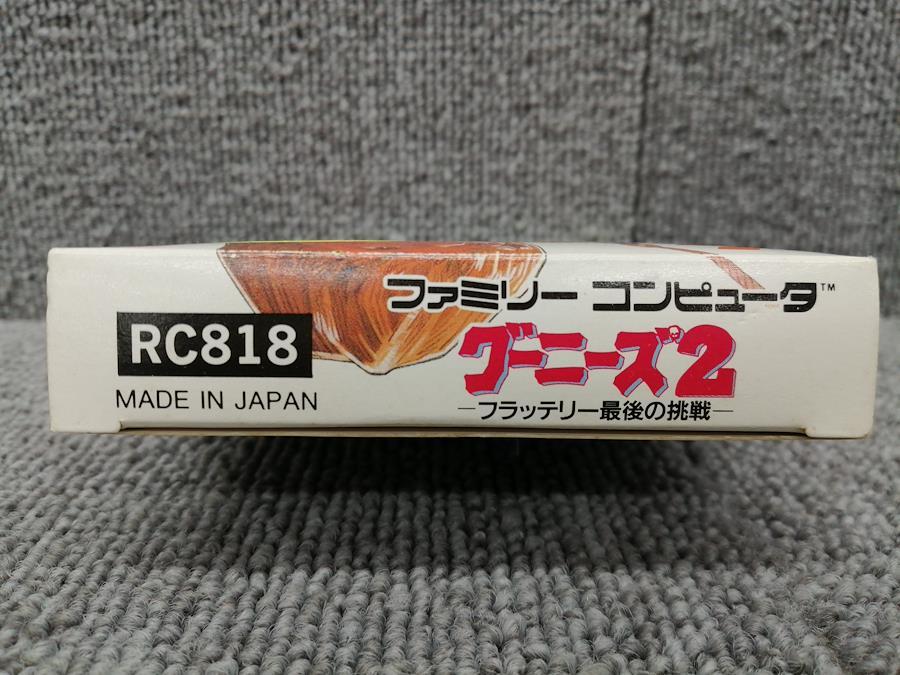 ファミリー コンピュータ™
RC818
グーニーズ2
MADE IN JAPAN
―フラッテリー最後の挑戦―